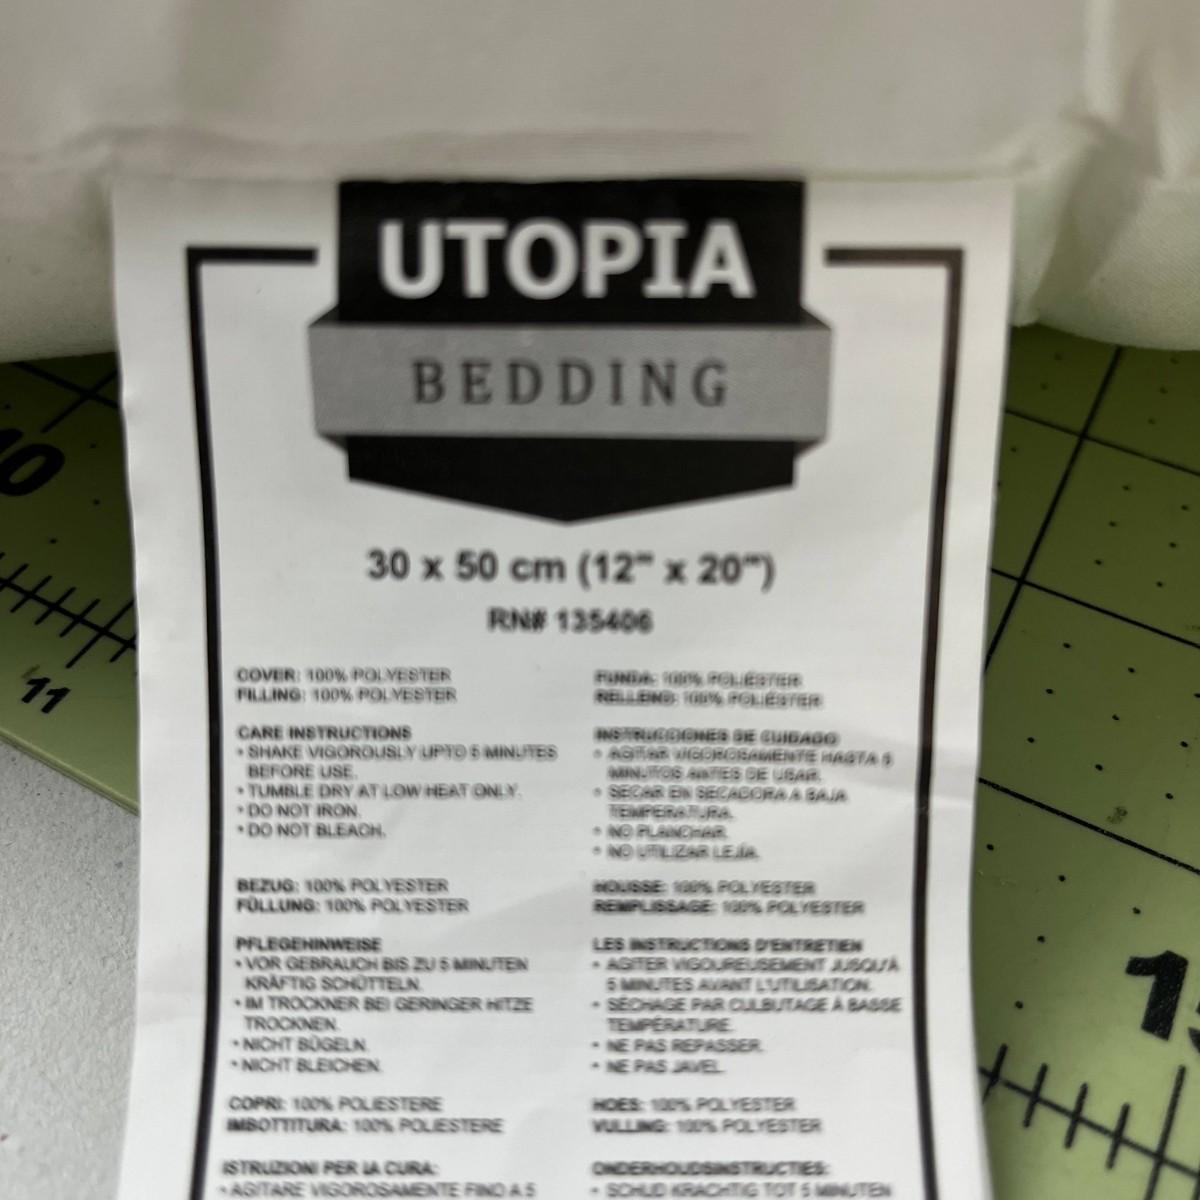 UTOPIA
BEDDING
30 x 50 cm (12" x 20")
RN# 135406
COVER: 100% POLYESTER
FILLING: 100% POLYESTER
CARE INSTRUCTIONS
• SHAKE VIGOROUSLY UPTO 5 MINUTES
BEFORE USE.
• TUMBLE DRY AT LOW HEAT ONLY.
• DO NOT IRON.
• DO NOT BLEACH.
FUNDA: 100% POLIÉSTER
RELLENO: 100% POLIÉSTER
INSTRUCCIONES DE CUIDADO
• AGITAR VIGOROSAMENTE HASTA 5
MINUTOS ANTES DE USAR.
• SECAR EN SECADORA A BAJA
TEMPERATURA.
• NO PLANCHAR.
• NO UTILIZAR LEJÍA.
BEZUG: 100% POLYESTER
FÜLLUNG: 100% POLYESTER
PFLEGEHINWEISE
• VOR GEBRAUCH BIS ZU 5 MINUTEN
KRÄFTIG SCHÜTTELN.
• IM TROCKNER BEI GERINGER HITZE
TROCKNEN.
• NICHT BÜGELN.
• NICHT BLEICHEN.
HOUSSE: 100% POLYESTER
REMPLISSAGE: 100% POLYESTER
LES INSTRUCTIONS D'ENTRETIEN
• AGITER VIGOUREUSEMENT JUSQU'À
5 MINUTES AVANT L'UTILISATION.
• SÉCHAGE PAR CULBUTAGE À BASSE
TEMPÉRATURE.
• NE PAS REPASSER.
• NE PAS JAVEL.
COPRI: 100% POLIESTERE
IMBOTTITURA: 100% POLIESTERE
ISTRUZIONI PER LA CURA:
• AGITARE VIGOROSAMENTE FINO A 5
HOES: 100% POLYESTER
VULLING: 100% POLYESTER
ONDERHOUDSINSTRUCTIES:
• SCHUD KRACHTIG TOT 5 MINUTEN
10
11
15